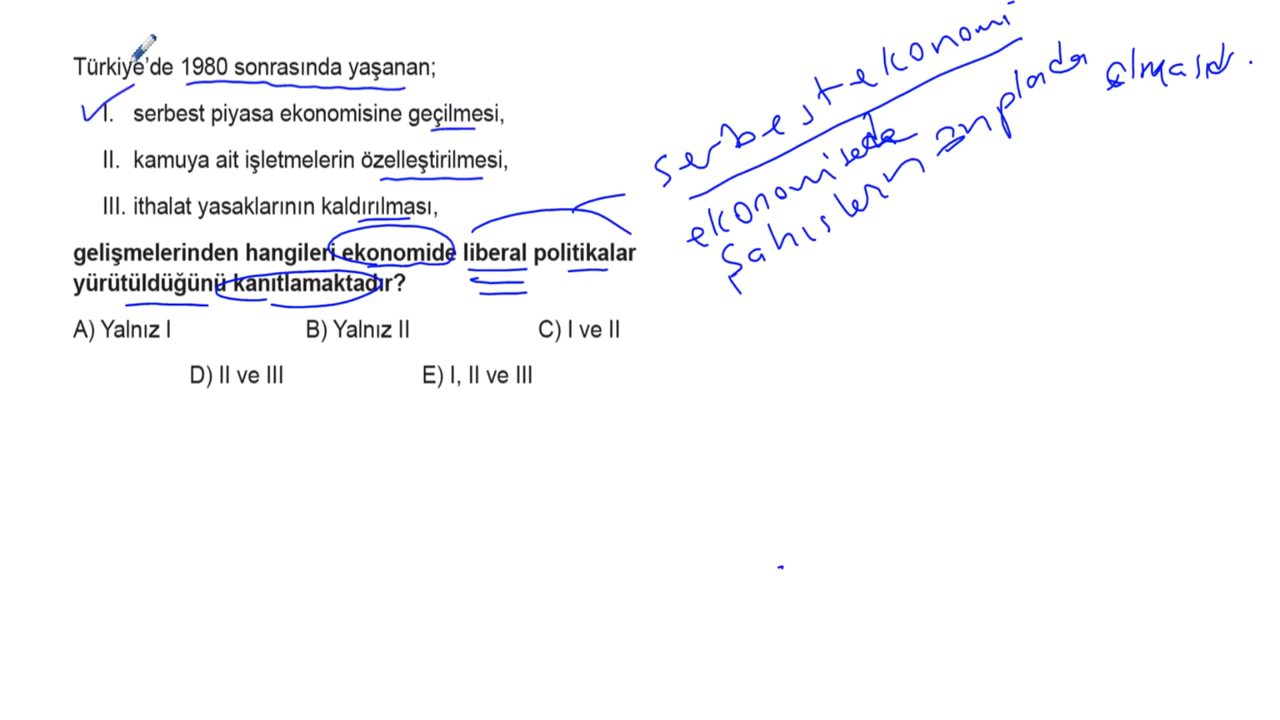 Türkiye'de 1980 sonrasında yaşanan;
I. serbest piyasa ekonomisine geçilmesi,
II. kamuya ait işletmelerin özelleştirilmesi,
III. ithalat yasaklarının kaldırılması,
gelişmelerinden hangileri ekonomide liberal politikalar
yürütüldüğünü kanıtlamaktadır?
A) Yalnız I B) Yalnız II C) I ve II
D) II ve III E) I, II ve III
serbest ekonomi
ekonomi
şahısların ön planda olması